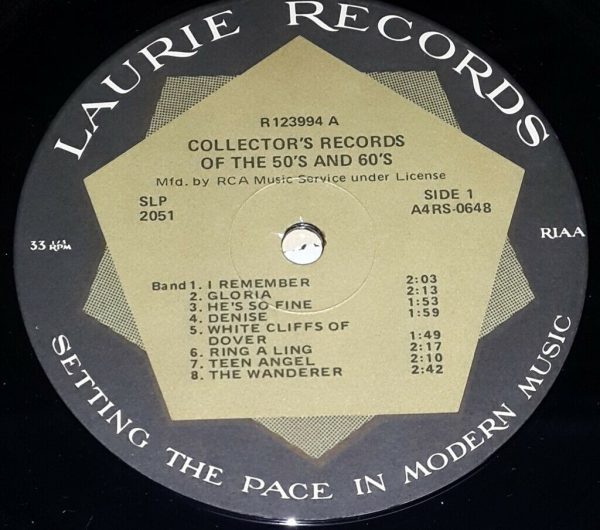 LAURIE RECORDS
R123994 A
COLLECTOR'S RECORDS
OF THE 50'S AND 60'S
Mfd. by RCA Music Service under License
SLP
2051
SIDE 1
A4RS-0648
33 1/3 RPM
RIAA
Band 1. I REMEMBER 2:03
2. GLORIA 2:13
3. HE'S SO FINE 1:53
4. DENISE 1:59
5. WHITE CLIFFS OF
DOVER 1:49
6. RING A LING 2:17
7. TEEN ANGEL 2:10
8. THE WANDERER 2:42
SETTING THE PACE IN MODERN MUSIC